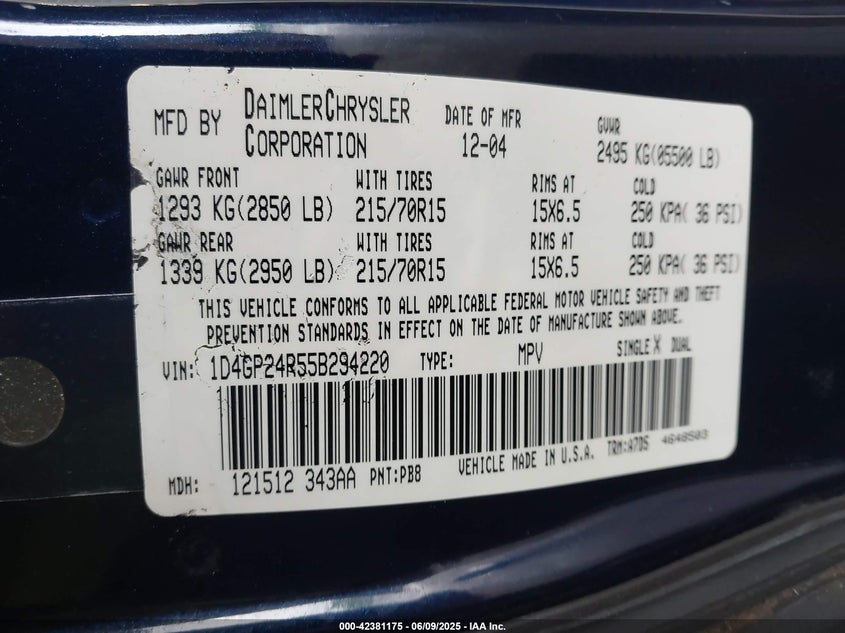 MFD BY DAIMLERCHRYSLER CORPORATION DATE OF MFR 12-04 GVWR 2495 KG(05500 LB)
GAWR FRONT WITH TIRES RIMS AT COLD
1293 KG(2850 LB) 215/70R15 15X6.5 250 KPA( 36 PSI)
GAWR REAR WITH TIRES RIMS AT COLD
1339 KG(2950 LB) 215/70R15 15X6.5 250 KPA( 36 PSI)
THIS VEHICLE CONFORMS TO ALL APPLICABLE FEDERAL MOTOR VEHICLE SAFETY AND THEFT
PREVENTION STANDARDS IN EFFECT ON THE DATE OF MANUFACTURE SHOWN ABOVE.
VIN: 1D4GP24R55B294220 TYPE: MPV SINGLE X DUAL
MDH: 121512 343AA PNT:PB8 VEHICLE MADE IN U.S.A. TRM:A7D5 4648503
000-42381175 | 06/09/2025 - IAA Inc.